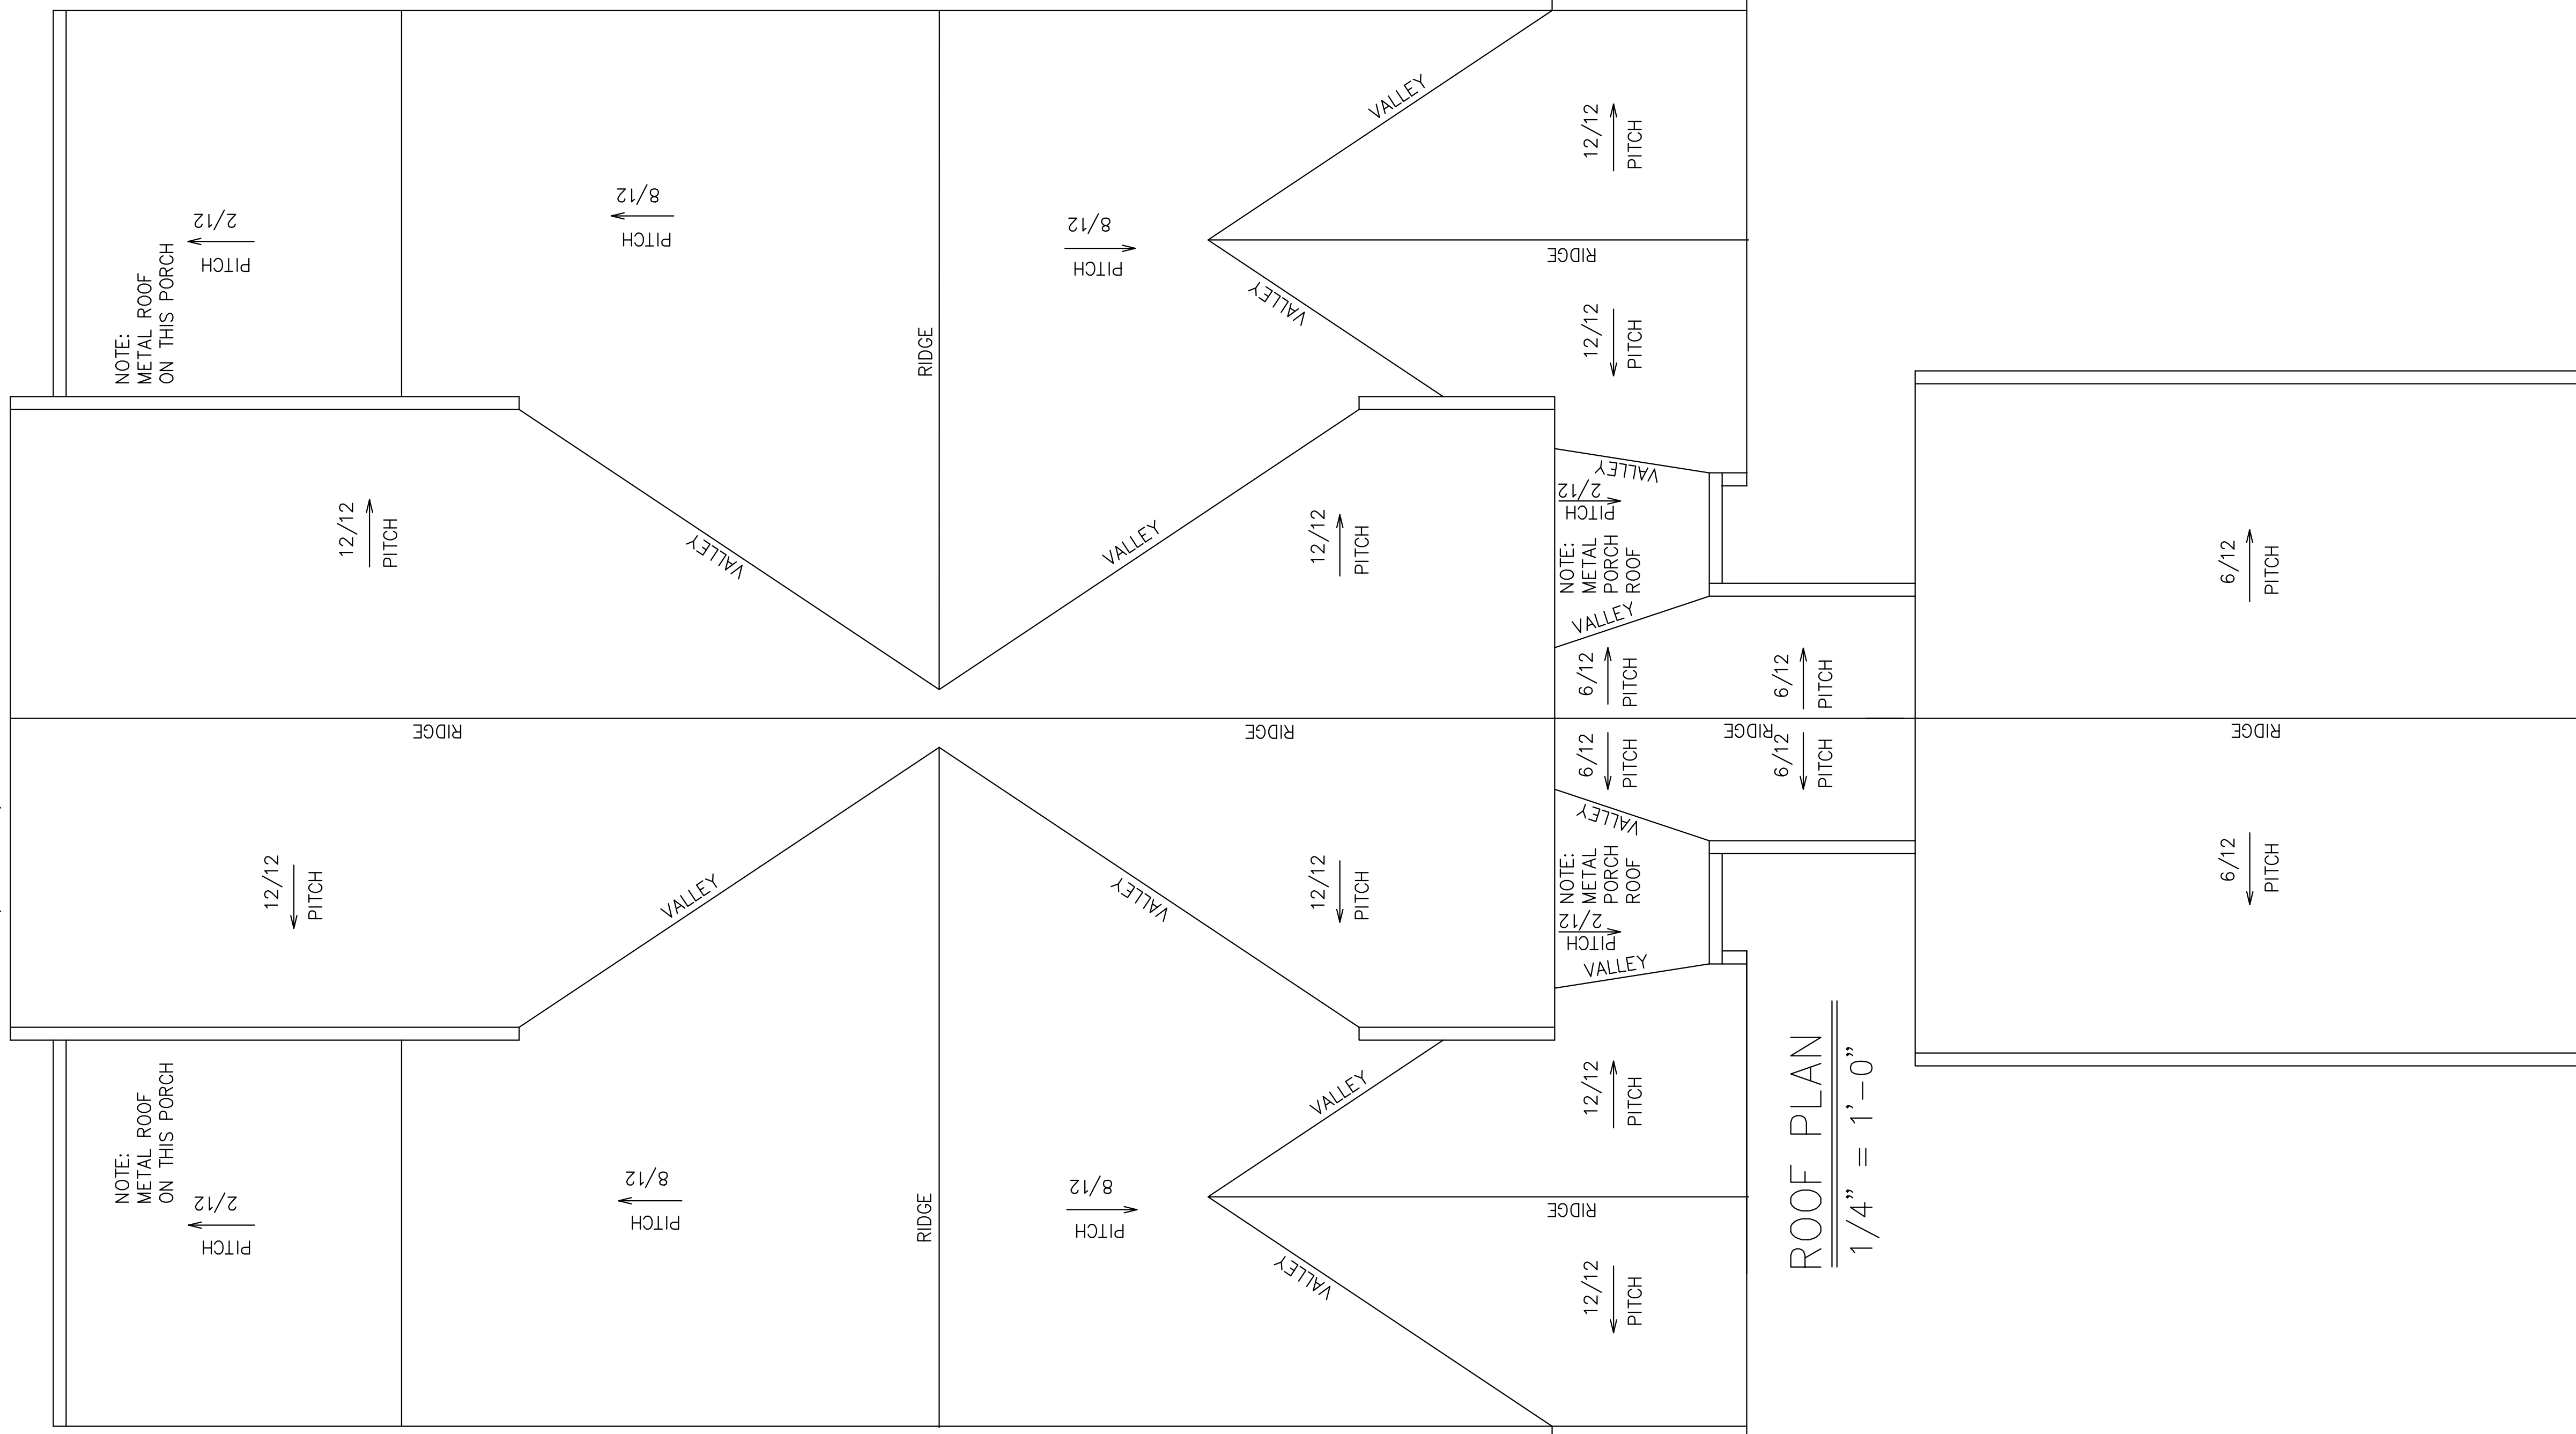 NOTE:
METAL ROOF
ON THIS PORCH
2/12
PITCH
8/12
PITCH
RIDGE
8/12
PITCH
VALLEY
VALLEY
12/12
PITCH
RIDGE
12/12
PITCH
12/12
PITCH
VALLEY
VALLEY
12/12
PITCH
VALLEY
2/12
PITCH
NOTE:
METAL
PORCH
ROOF
VALLEY
6/12
PITCH
6/12
PITCH
6/12
PITCH
RIDGE
RIDGE
RIDGE
RIDGE
6/12
PITCH
6/12
PITCH
6/12
PITCH
VALLEY
NOTE:
METAL
PORCH
ROOF
2/12
PITCH
VALLEY
12/12
PITCH
VALLEY
VALLEY
12/12
PITCH
NOTE:
METAL ROOF
ON THIS PORCH
2/12
PITCH
8/12
PITCH
RIDGE
8/12
PITCH
VALLEY
VALLEY
12/12
PITCH
RIDGE
12/12
PITCH
ROOF PLAN
1/4" = 1'-0"